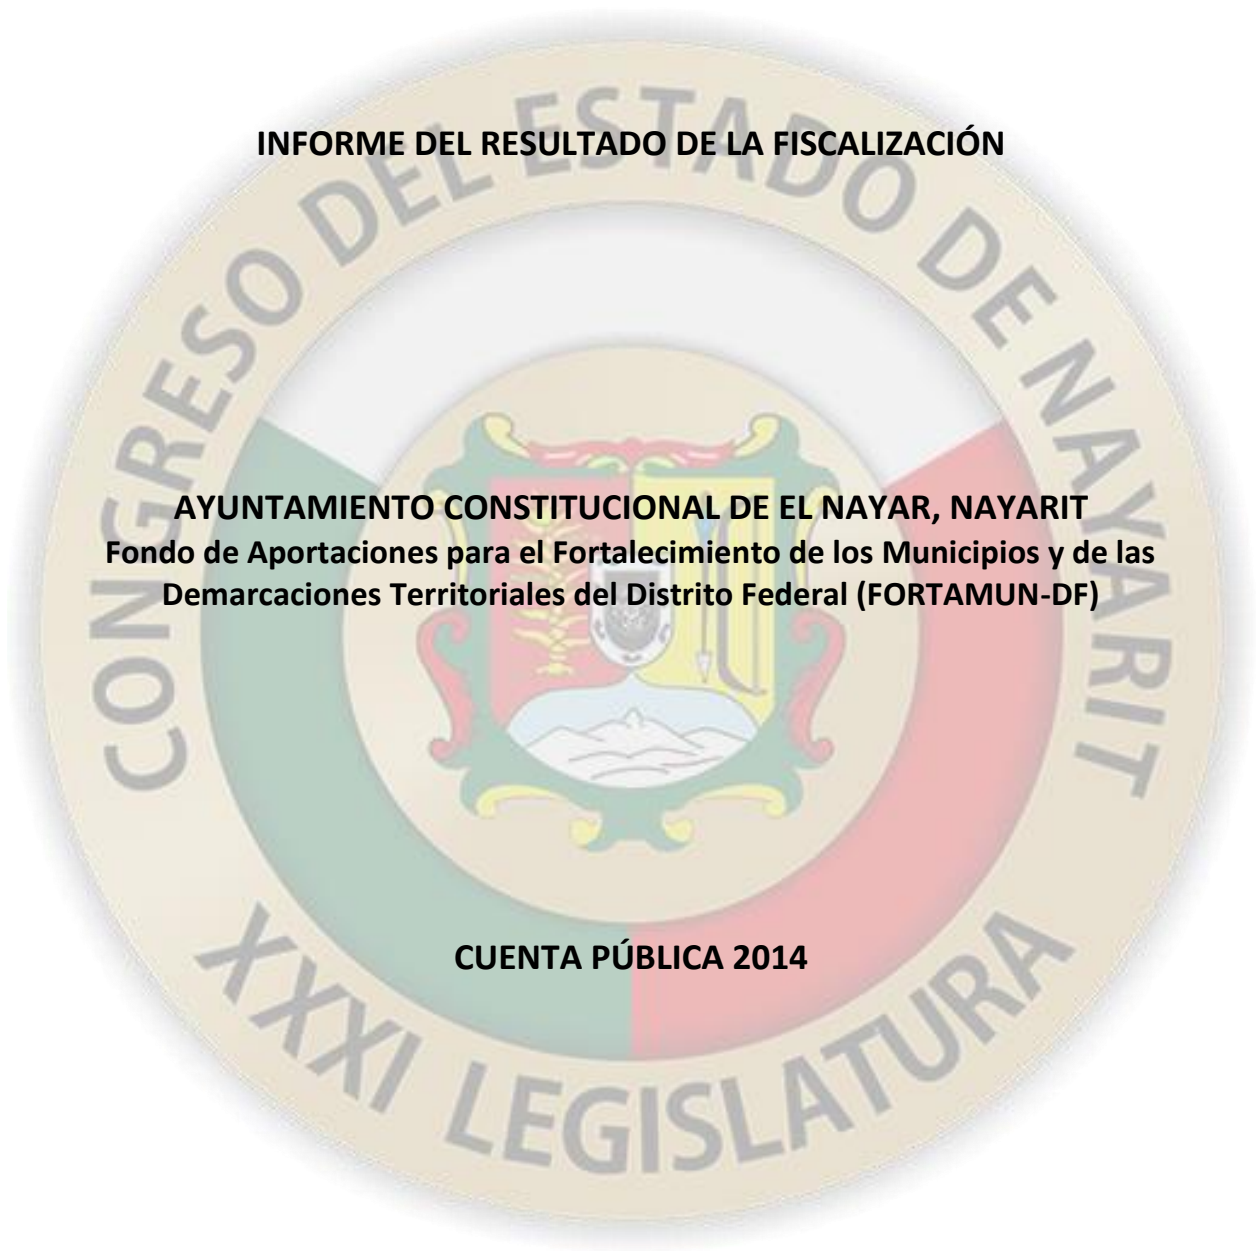 INFORME DEL RESULTADO DE LA FISCALIZACIÓN
AYUNTAMIENTO CONSTITUCIONAL DE EL NAYAR, NAYARIT
Fondo de Aportaciones para el Fortalecimiento de los Municipios y de las
Demarcaciones Territoriales del Distrito Federal (FORTAMUN-DF)
CUENTA PÚBLICA 2014
CONGRESO DEL ESTADO DE NAYARIT
XXXI LEGISLATURA